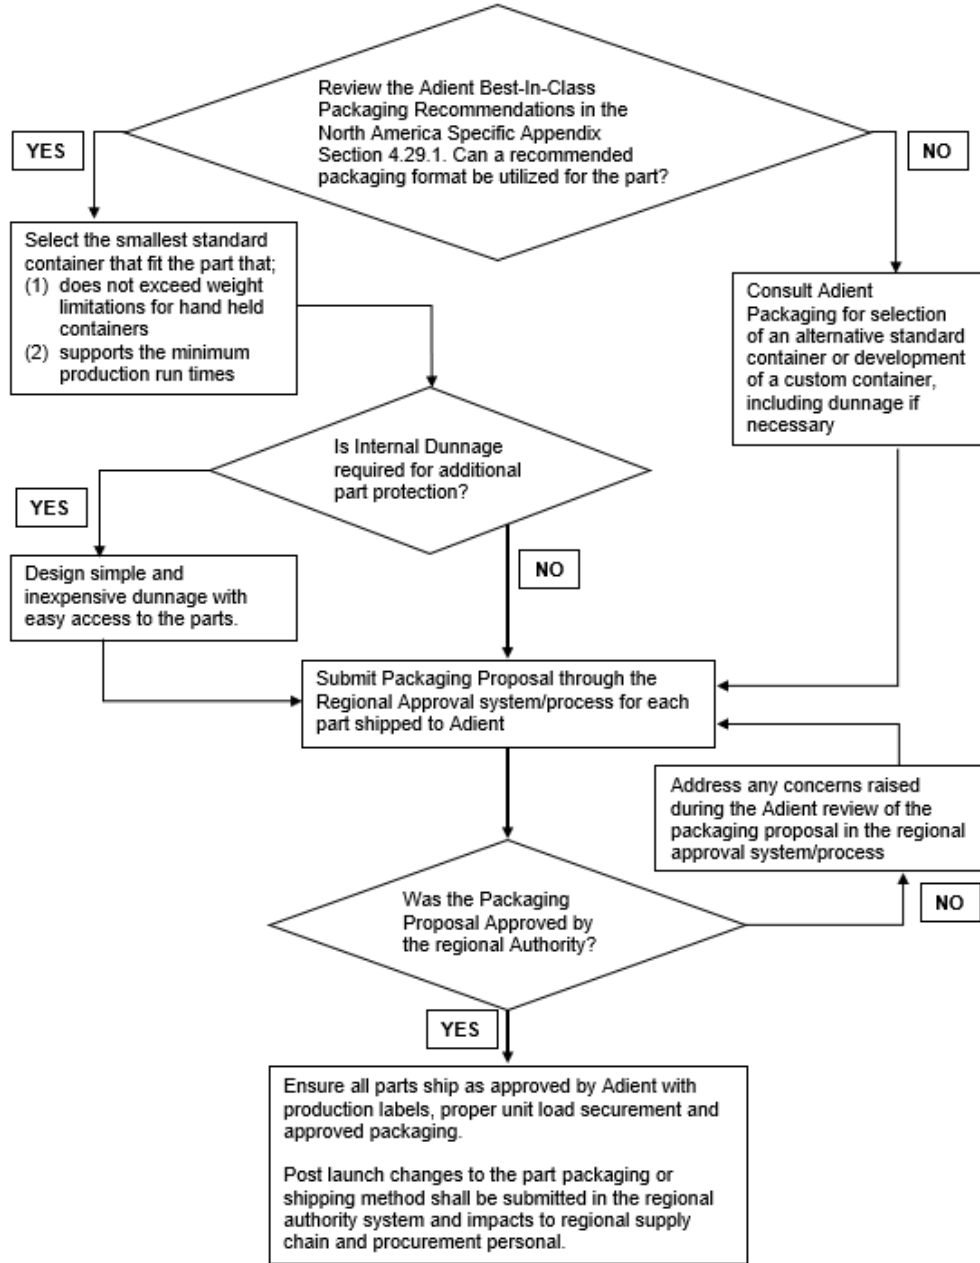 Review the Adient Best-In-Class
Packaging Recommendations in the
North America Specific Appendix
Section 4.29.1. Can a recommended
packaging format be utilized for the part?
YES
NO
Select the smallest standard
container that fit the part that;
(1) does not exceed weight
limitations for hand held
containers
(2) supports the minimum
production run times
Consult Adient
Packaging for selection
of an alternative standard
container or development
of a custom container,
including dunnage if
necessary
Is Internal Dunnage
required for additional
part protection?
YES
NO
Design simple and
inexpensive dunnage with
easy access to the parts.
Submit Packaging Proposal through the
Regional Approval system/process for each
part shipped to Adient
Address any concerns raised
during the Adient review of the
packaging proposal in the regional
approval system/process
Was the Packaging
Proposal Approved by
the regional Authority?
NO
YES
Ensure all parts ship as approved by Adient with
production labels, proper unit load securement and
approved packaging.
Post launch changes to the part packaging or
shipping method shall be submitted in the regional
authority system and impacts to regional supply
chain and procurement personal.